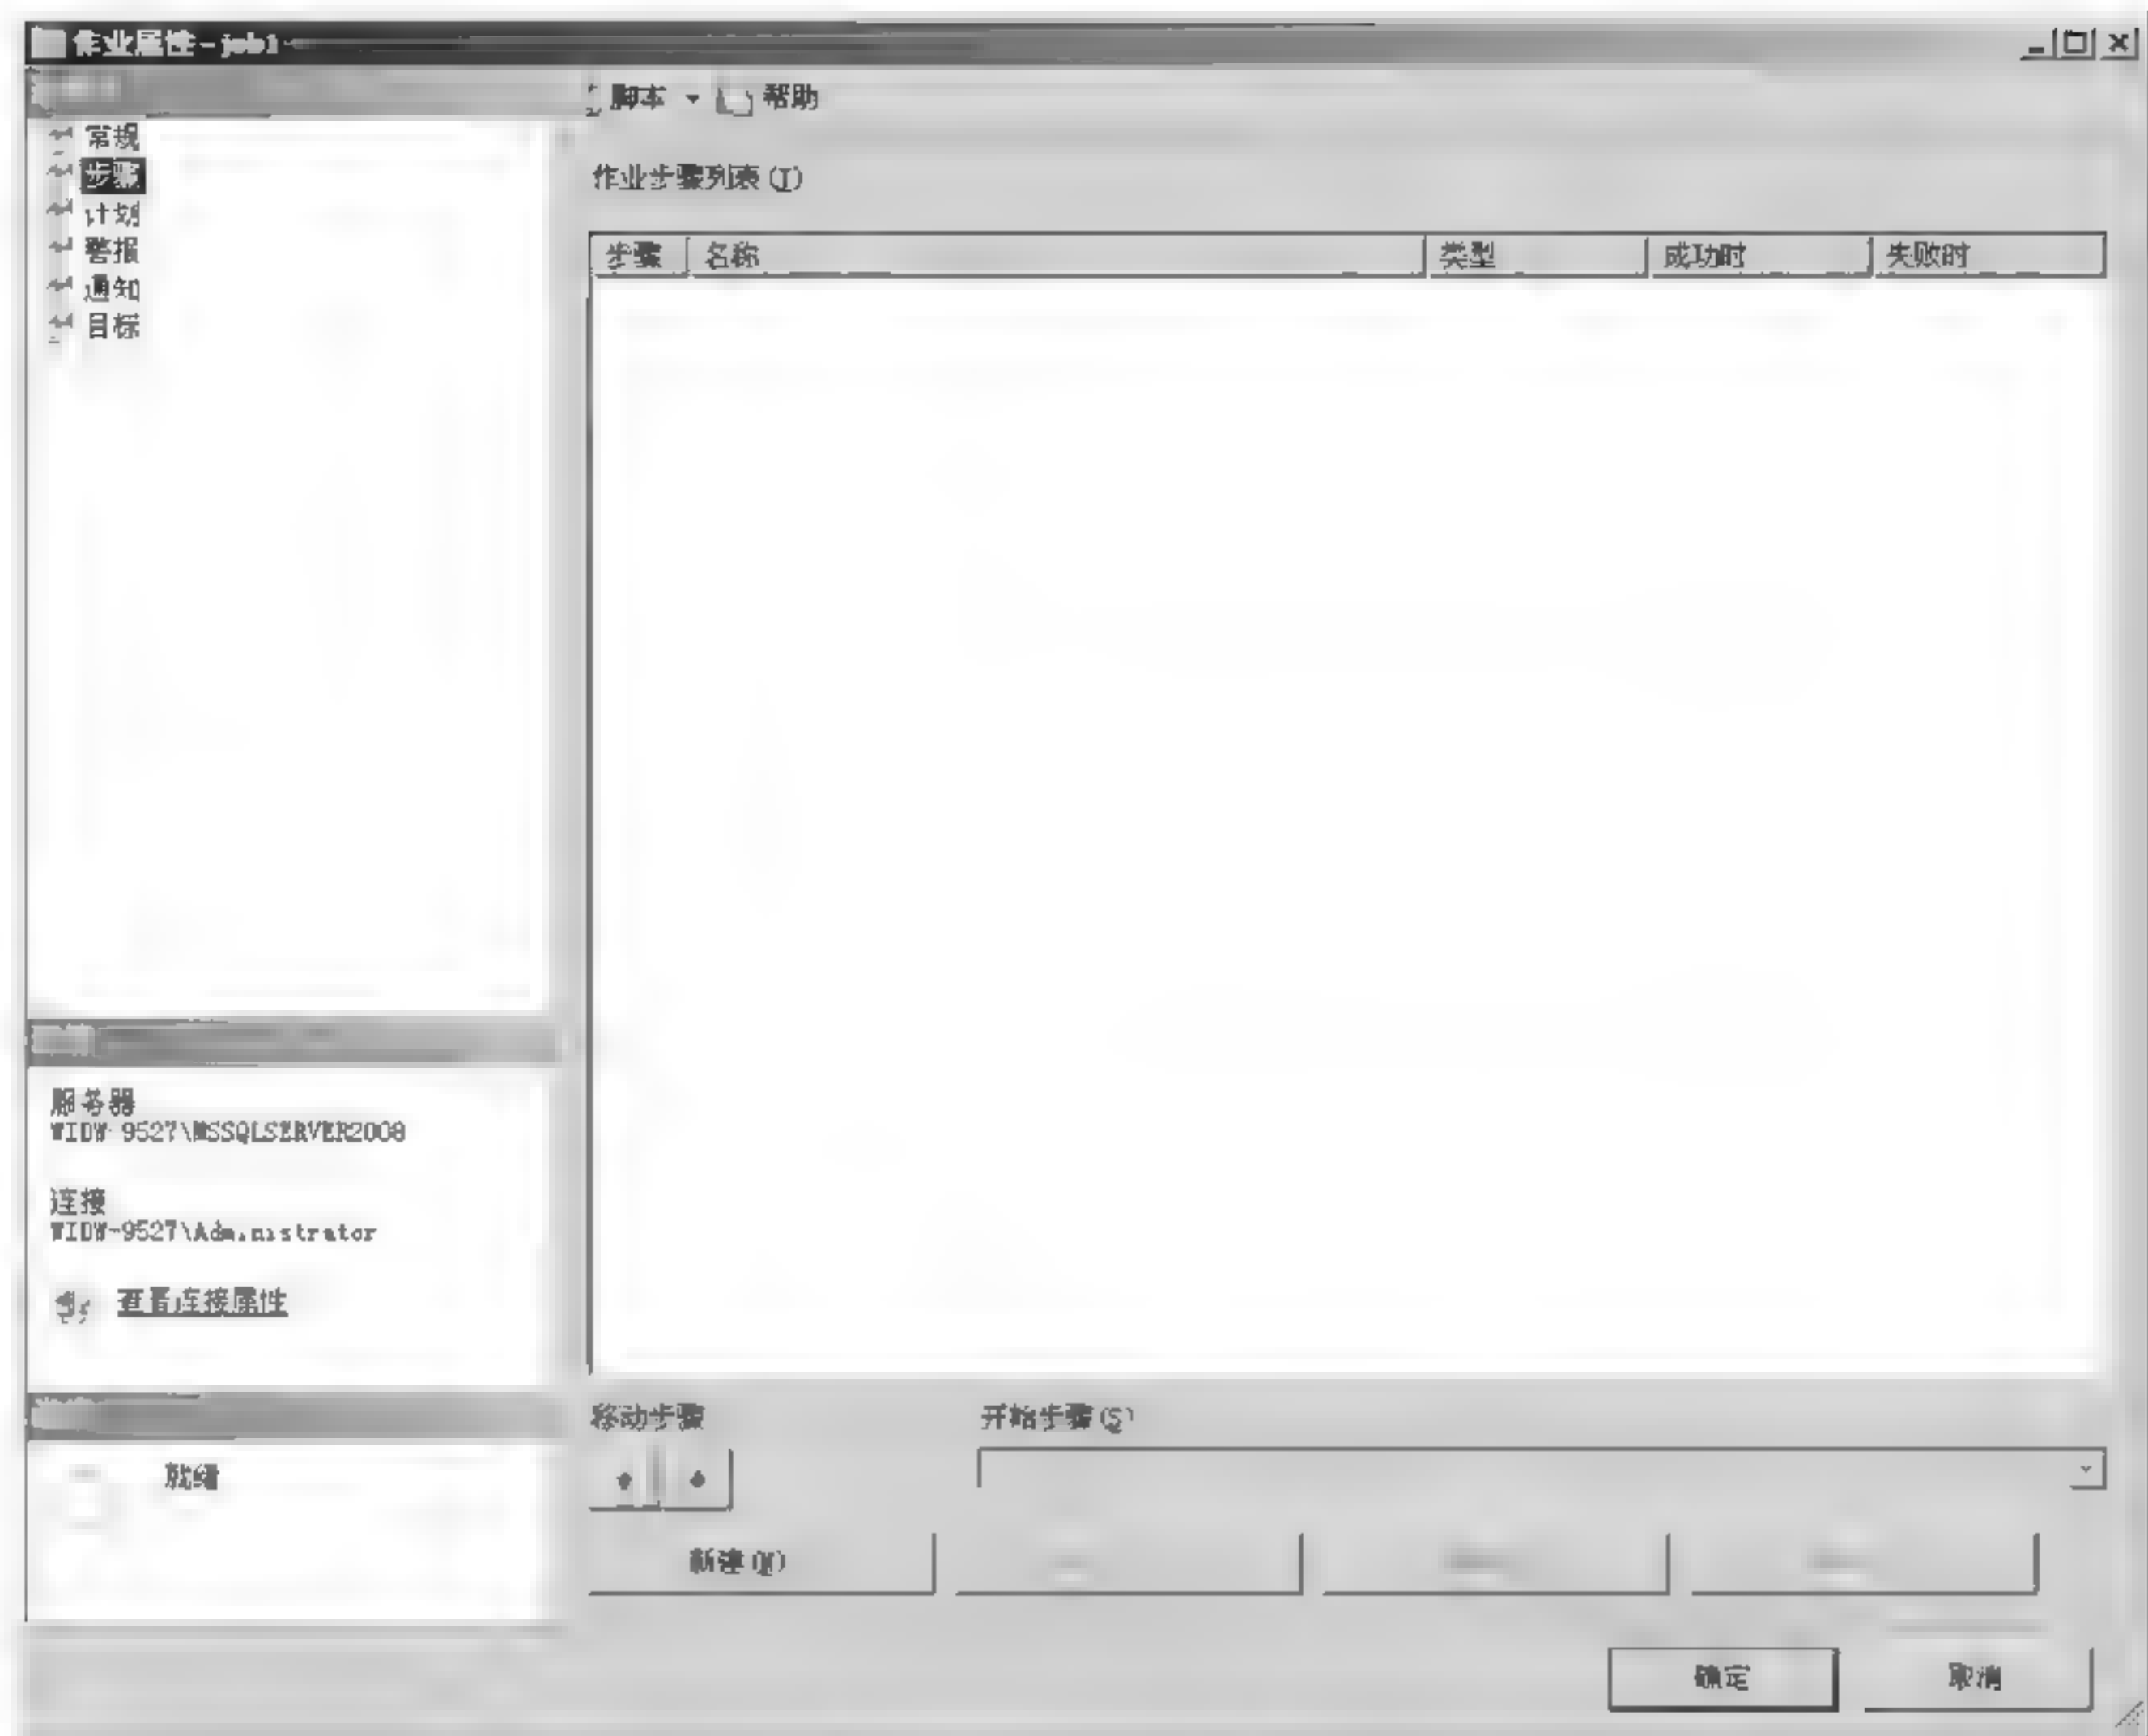 作业属性 - job1
脚本 帮助
常规
步骤
计划
警报
通知
目标
作业步骤列表(T)
步骤 名称 类型 成功时 失败时
服务器
WIDW-9527\MSSQLSERVER2008
连接
WIDW-9527\Administrator
查看连接属性
就绪
移动步骤 开始步骤(S)
新建(N)
确定 取消